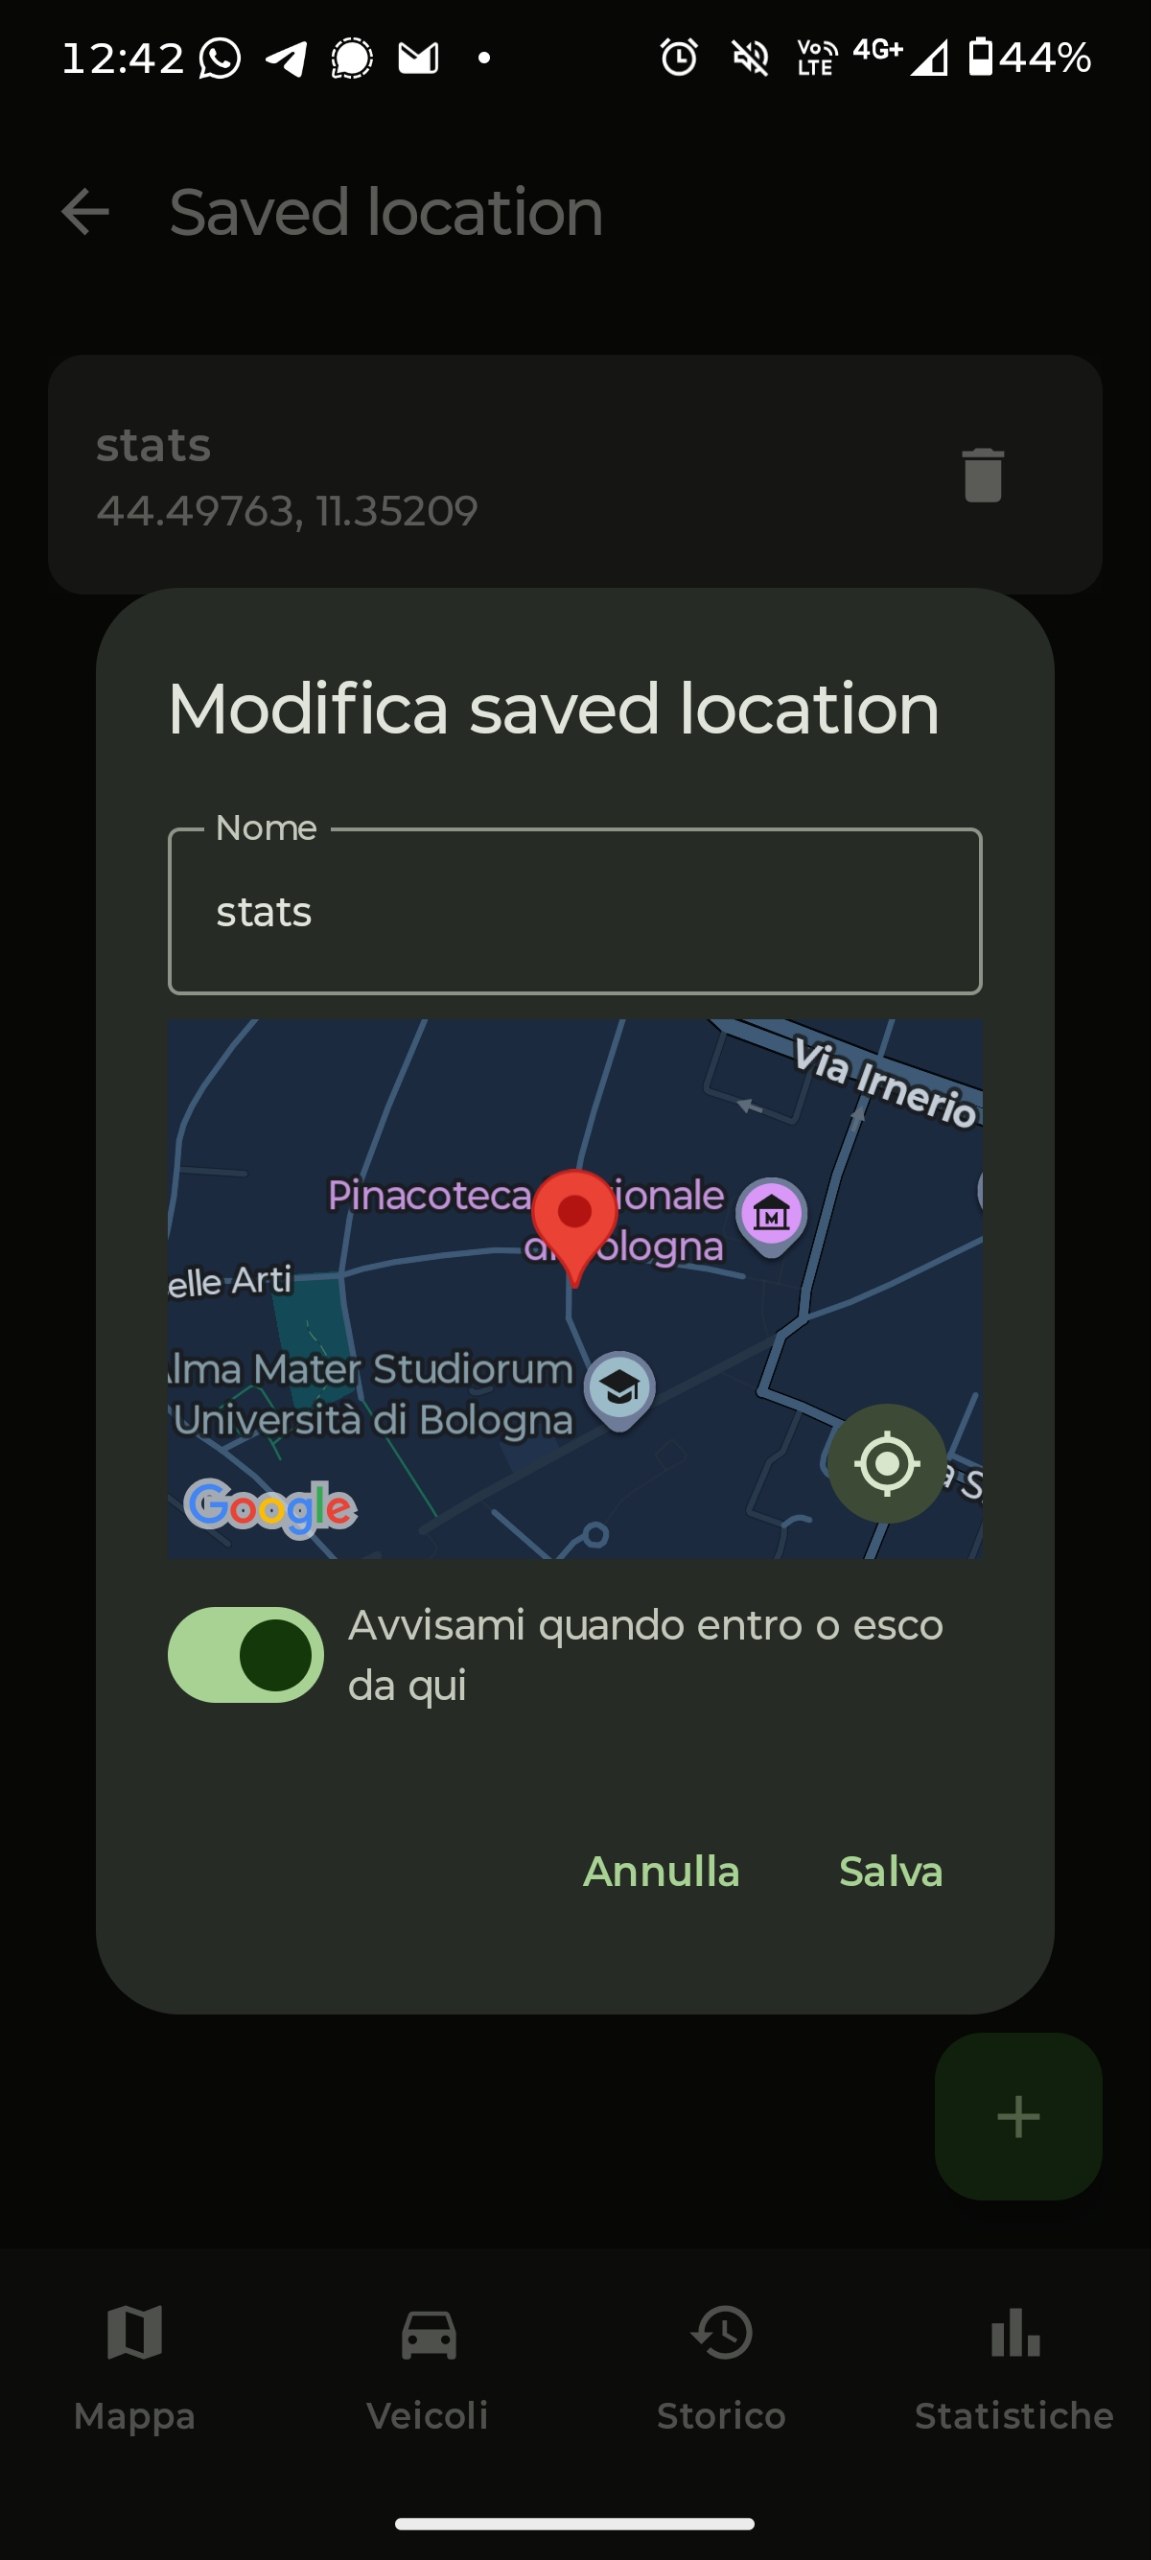 12:42
Vo LTE 4G+ 44%
Saved location
stats
44.49763, 11.35209
Modifica saved location
Nome
stats
Via Irnerio
Pinacoteca
ionale
ologna
elle Arti
lma Mater Studiorum
Università di Bologna
Google
Avvisami quando entro o esco
da qui
Annulla
Salva
Mappa
Veicoli
Storico
Statistiche